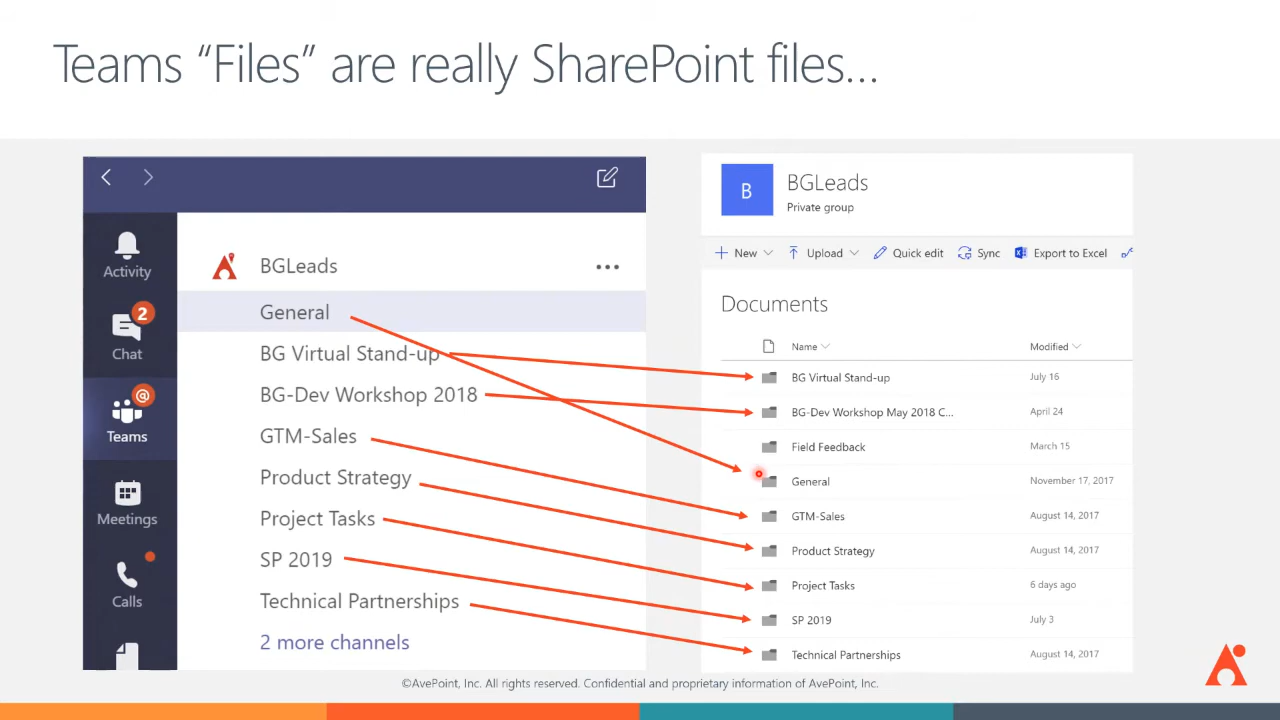 Teams “Files” are really SharePoint files...
BGLeads
...
General
BG Virtual Stand-up
BG-Dev Workshop 2018
GTM-Sales
Product Strategy
Project Tasks
SP 2019
Technical Partnerships
2 more channels
Activity
2
Chat
@
Teams
Meetings
Calls
B
BGLeads
Private group
New Upload Quick edit Sync Export to Excel
Documents
Name Modified
BG Virtual Stand-up July 16
BG-Dev Workshop May 2018 C... April 24
Field Feedback March 15
General November 17, 2017
GTM-Sales August 14, 2017
Product Strategy August 14, 2017
Project Tasks 6 days ago
SP 2019 July 3
Technical Partnerships August 14, 2017
©AvePoint, Inc. All rights reserved. Confidential and proprietary information of AvePoint, Inc.